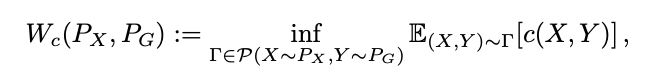 W_c(P_X, P_G) := inf_{Γ∈𝒫(X∼P_X, Y∼P_G)} 𝔼_{(X,Y)∼Γ}[c(X, Y)] ,